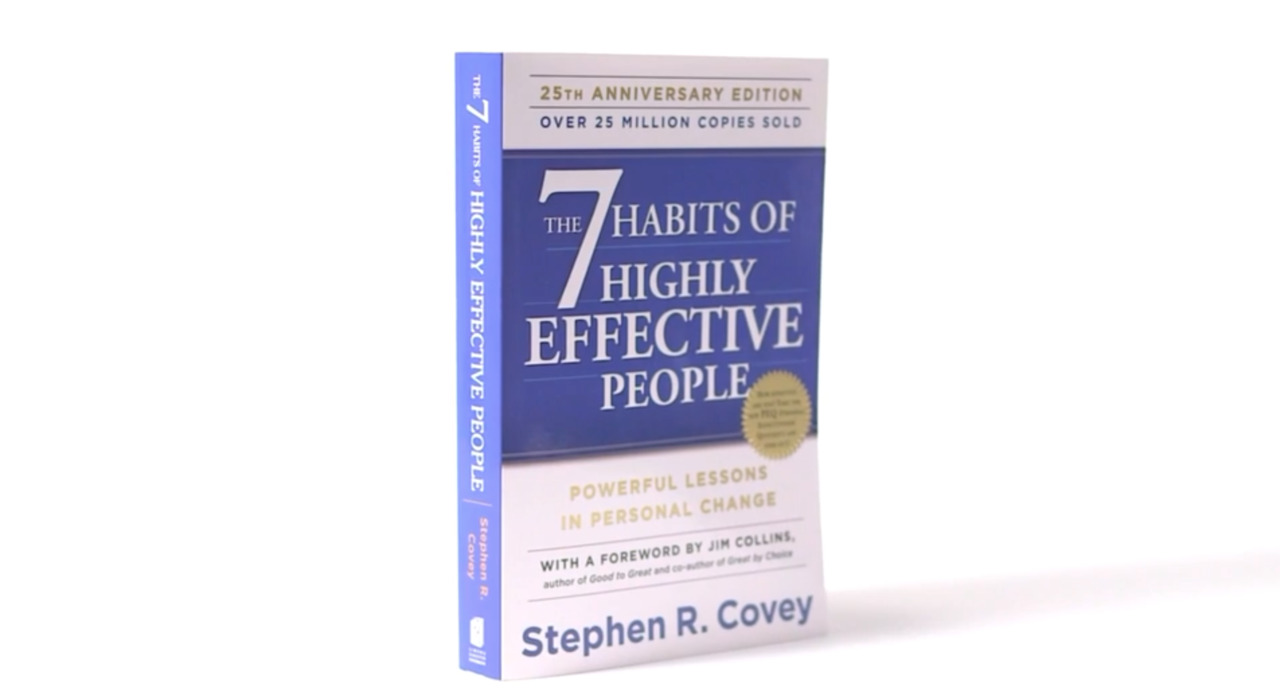 THE 7 HABITS OF HIGHLY EFFECTIVE PEOPLE
Stephen R.
Covey
25TH ANNIVERSARY EDITION
OVER 25 MILLION COPIES SOLD
THE 7 HABITS OF
HIGHLY
EFFECTIVE
PEOPLE
POWERFUL LESSONS
IN PERSONAL CHANGE
WITH A FOREWORD BY JIM COLLINS,
author of Good to Great and co-author of Great by Choice
Stephen R. Covey